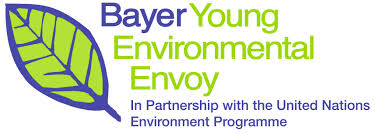 Bayer Young
Environmental
Envoy
In Partnership with the United Nations
Environment Programme